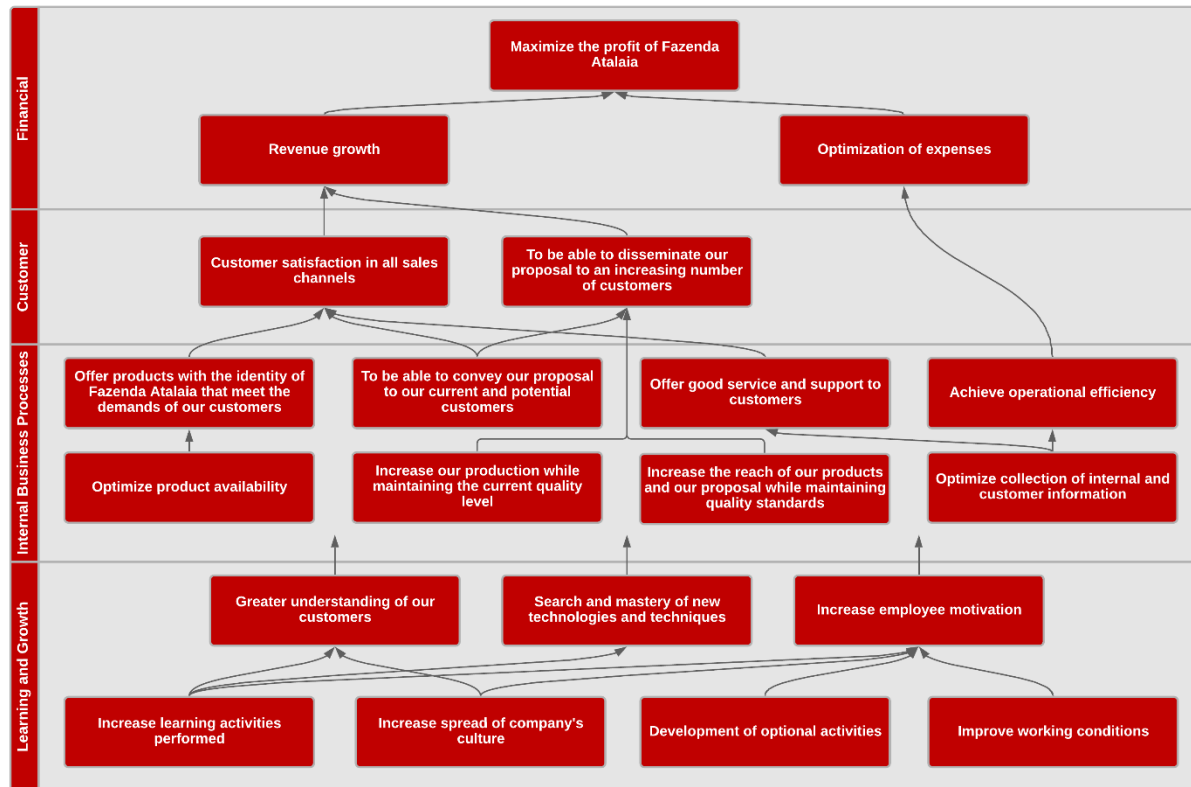 Financial
Maximize the profit of Fazenda
Atalaia
Revenue growth
Optimization of expenses
Customer
Customer satisfaction in all sales
channels
To be able to disseminate our
proposal to an increasing number
of customers
Internal Business Processes
Offer products with the identity of
Fazenda Atalaia that meet the
demands of our customers
To be able to convey our proposal
to our current and potential
customers
Offer good service and support to
customers
Achieve operational efficiency
Optimize product availability
Increase our production while
maintaining the current quality
level
Increase the reach of our products
and our proposal while maintaining
quality standards
Optimize collection of internal and
customer information
Learning and Growth
Greater understanding of our
customers
Search and mastery of new
technologies and techniques
Increase employee motivation
Increase learning activities
performed
Increase spread of company's
culture
Development of optional activities
Improve working conditions